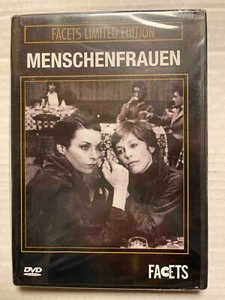 FACETS LIMITED EDITION
MENSCHENFRAUEN
DVD
FACETS